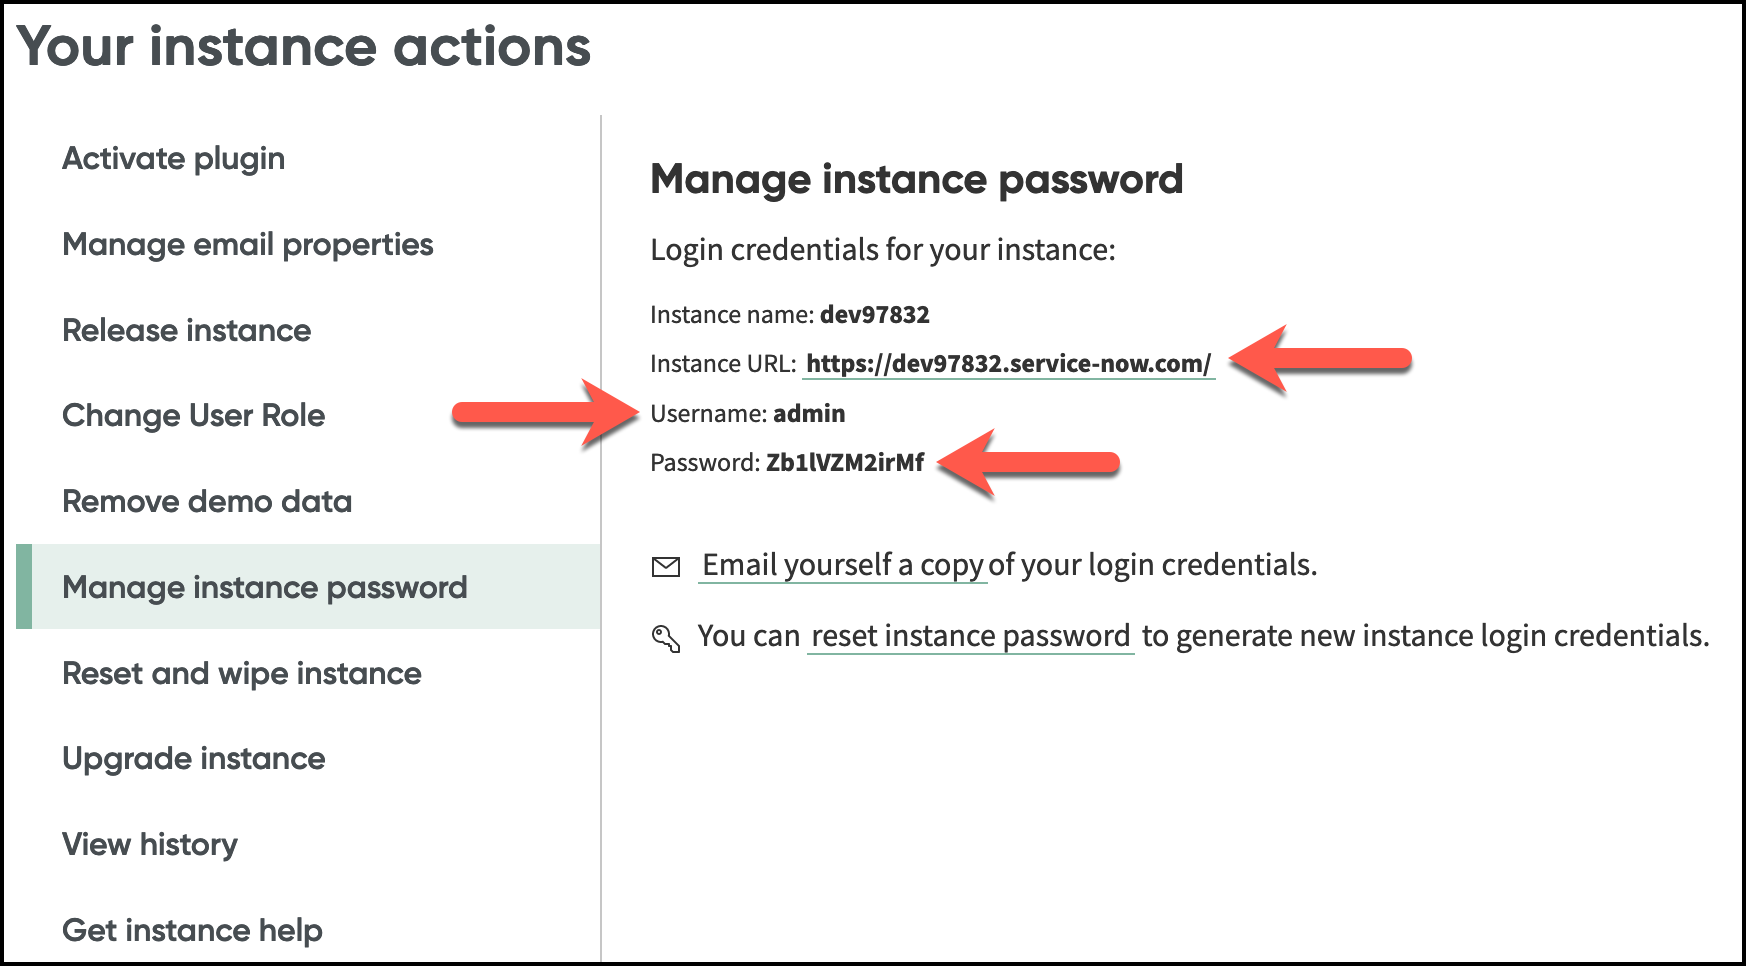 Your instance actions
Activate plugin
Manage email properties
Release instance
Change User Role
Remove demo data
Manage instance password
Reset and wipe instance
Upgrade instance
View history
Get instance help
Manage instance password
Login credentials for your instance:
Instance name: dev97832
Instance URL: https://dev97832.service-now.com/
Username: admin
Password: Zb1lVZM2irMf
Email yourself a copy of your login credentials.
You can reset instance password to generate new instance login credentials.